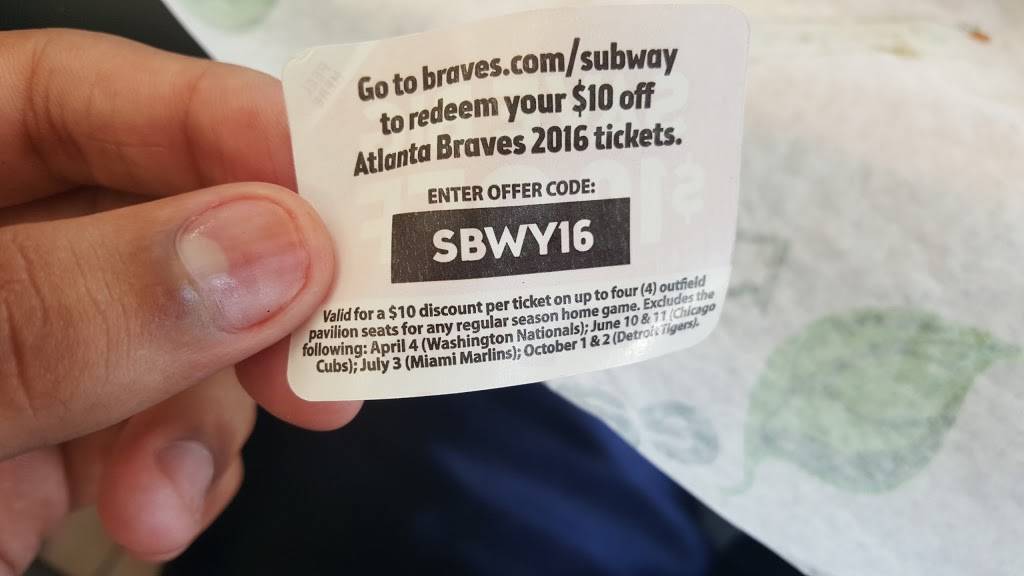 Go to braves.com/subway
to redeem your $10 off
Atlanta Braves 2016 tickets.
ENTER OFFER CODE:
SBWY16
Valid for a $10 discount per ticket on up to four (4) outfield
pavilion seats for any regular season home game. Excludes the
following: April 4 (Washington Nationals); June 10 & 11 (Chicago
Cubs); July 3 (Miami Marlins); October 1 & 2 (Detroit Tigers).